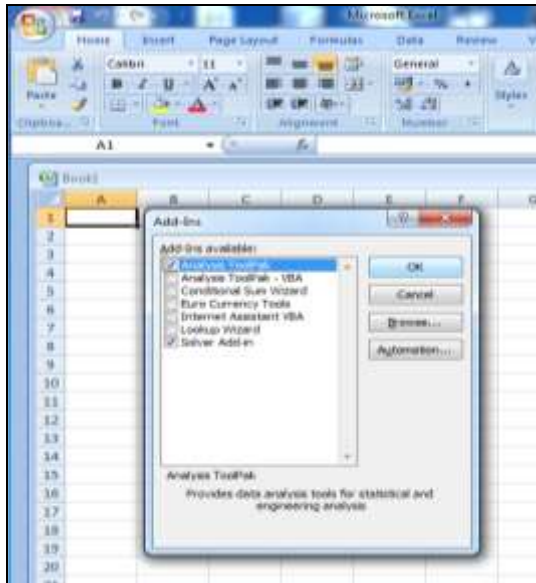 Microsoft Excel
Home Insert Page Layout Formulas Data Review V
Calibri 11 General
Paste B I U A A % Styles
Clipboa... Font Alignment Number
A1 fx
Book1
A B C D E F G
Add-Ins
Add-Ins available:
Analysis ToolPak
Analysis ToolPak - VBA
Conditional Sum Wizard
Euro Currency Tools
Internet Assistant VBA
Lookup Wizard
Solver Add-in
OK
Cancel
Browse...
Automation...
Analysis ToolPak
Provides data analysis tools for statistical and
engineering analysis
1
2
3
4
5
6
7
8
9
10
11
12
13
14
15
16
17
18
19
20